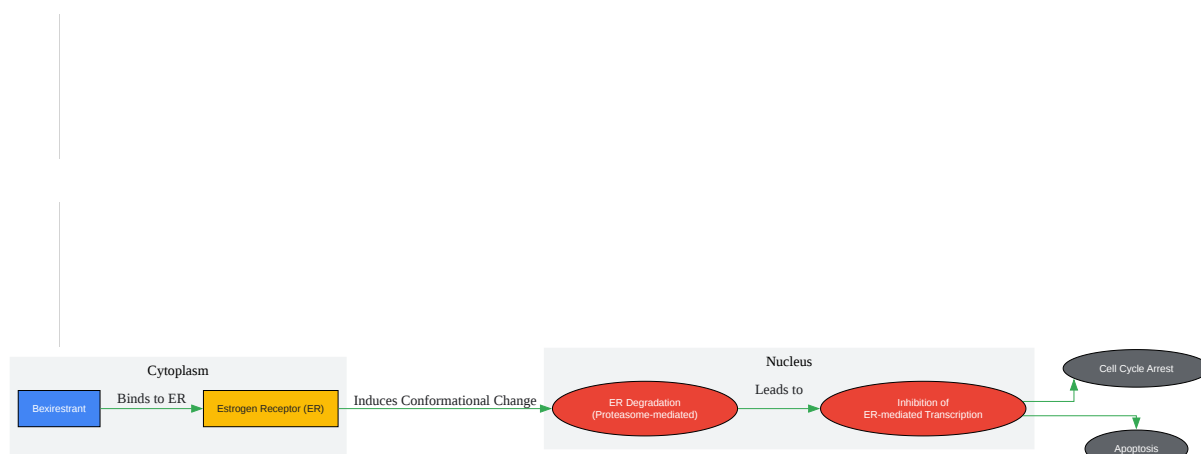 Cytoplasm
Bexirestrant
Binds to ER
Estrogen Receptor (ER)
Induces Conformational Change
Nucleus
ER Degradation
(Proteasome-mediated)
Leads to
Inhibition of
ER-mediated Transcription
Cell Cycle Arrest
Apoptosis